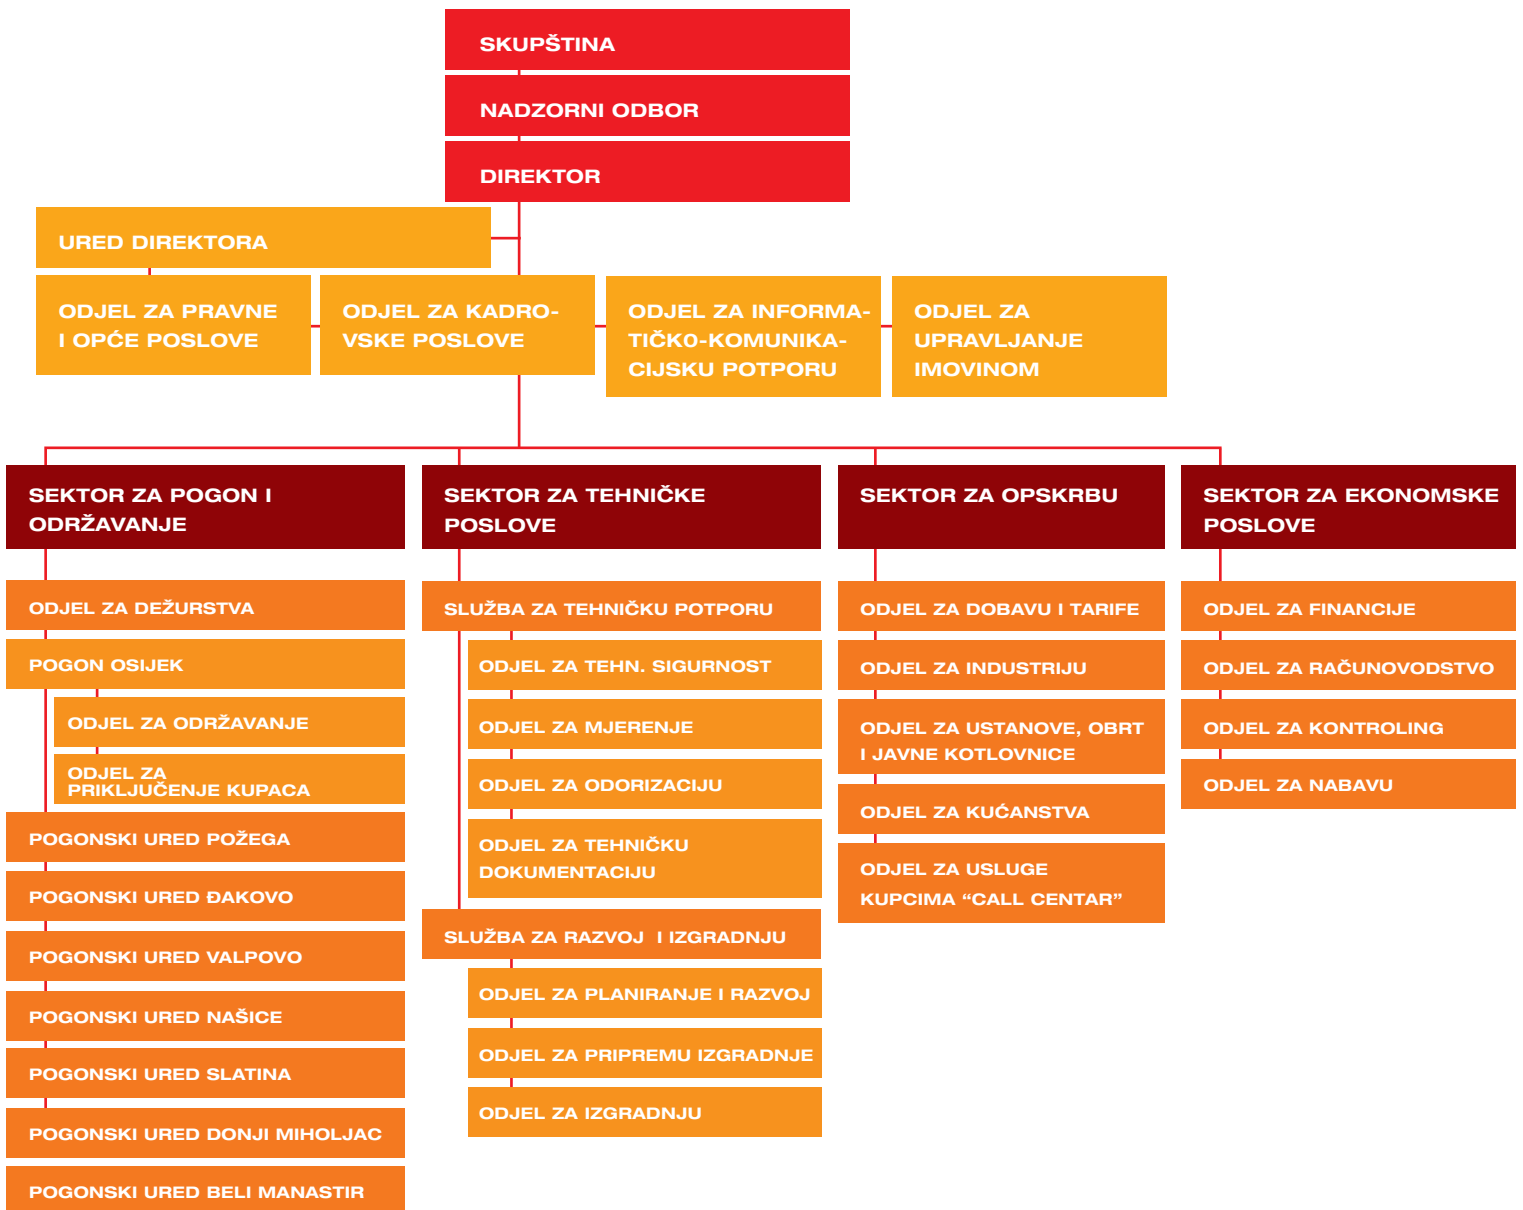 SKUPŠTINA
NADZORNI ODBOR
DIREKTOR
URED DIREKTORA
ODJEL ZA PRAVNE
I OPĆE POSLOVE
ODJEL ZA KADRO-
VSKE POSLOVE
ODJEL ZA INFORMA-
TIČK0-KOMUNIKA-
CIJSKU POTPORU
ODJEL ZA
UPRAVLJANJE
IMOVINOM
SEKTOR ZA POGON I
ODRŽAVANJE
ODJEL ZA DEŽURSTVA
POGON OSIJEK
ODJEL ZA ODRŽAVANJE
ODJEL ZA
PRIKLJUČENJE KUPACA
POGONSKI URED POŽEGA
POGONSKI URED ĐAKOVO
POGONSKI URED VALPOVO
POGONSKI URED NAŠICE
POGONSKI URED SLATINA
POGONSKI URED DONJI MIHOLJAC
POGONSKI URED BELI MANASTIR
SEKTOR ZA TEHNIČKE
POSLOVE
SLUŽBA ZA TEHNIČKU POTPORU
ODJEL ZA TEHN. SIGURNOST
ODJEL ZA MJERENJE
ODJEL ZA ODORIZACIJU
ODJEL ZA TEHNIČKU
DOKUMENTACIJU
SLUŽBA ZA RAZVOJ I IZGRADNJU
ODJEL ZA PLANIRANJE I RAZVOJ
ODJEL ZA PRIPREMU IZGRADNJE
ODJEL ZA IZGRADNJU
SEKTOR ZA OPSKRBU
ODJEL ZA DOBAVU I TARIFE
ODJEL ZA INDUSTRIJU
ODJEL ZA USTANOVE, OBRT
I JAVNE KOTLOVNICE
ODJEL ZA KUĆANSTVA
ODJEL ZA USLUGE
KUPCIMA “CALL CENTAR”
SEKTOR ZA EKONOMSKE
POSLOVE
ODJEL ZA FINANCIJE
ODJEL ZA RAČUNOVODSTVO
ODJEL ZA KONTROLING
ODJEL ZA NABAVU